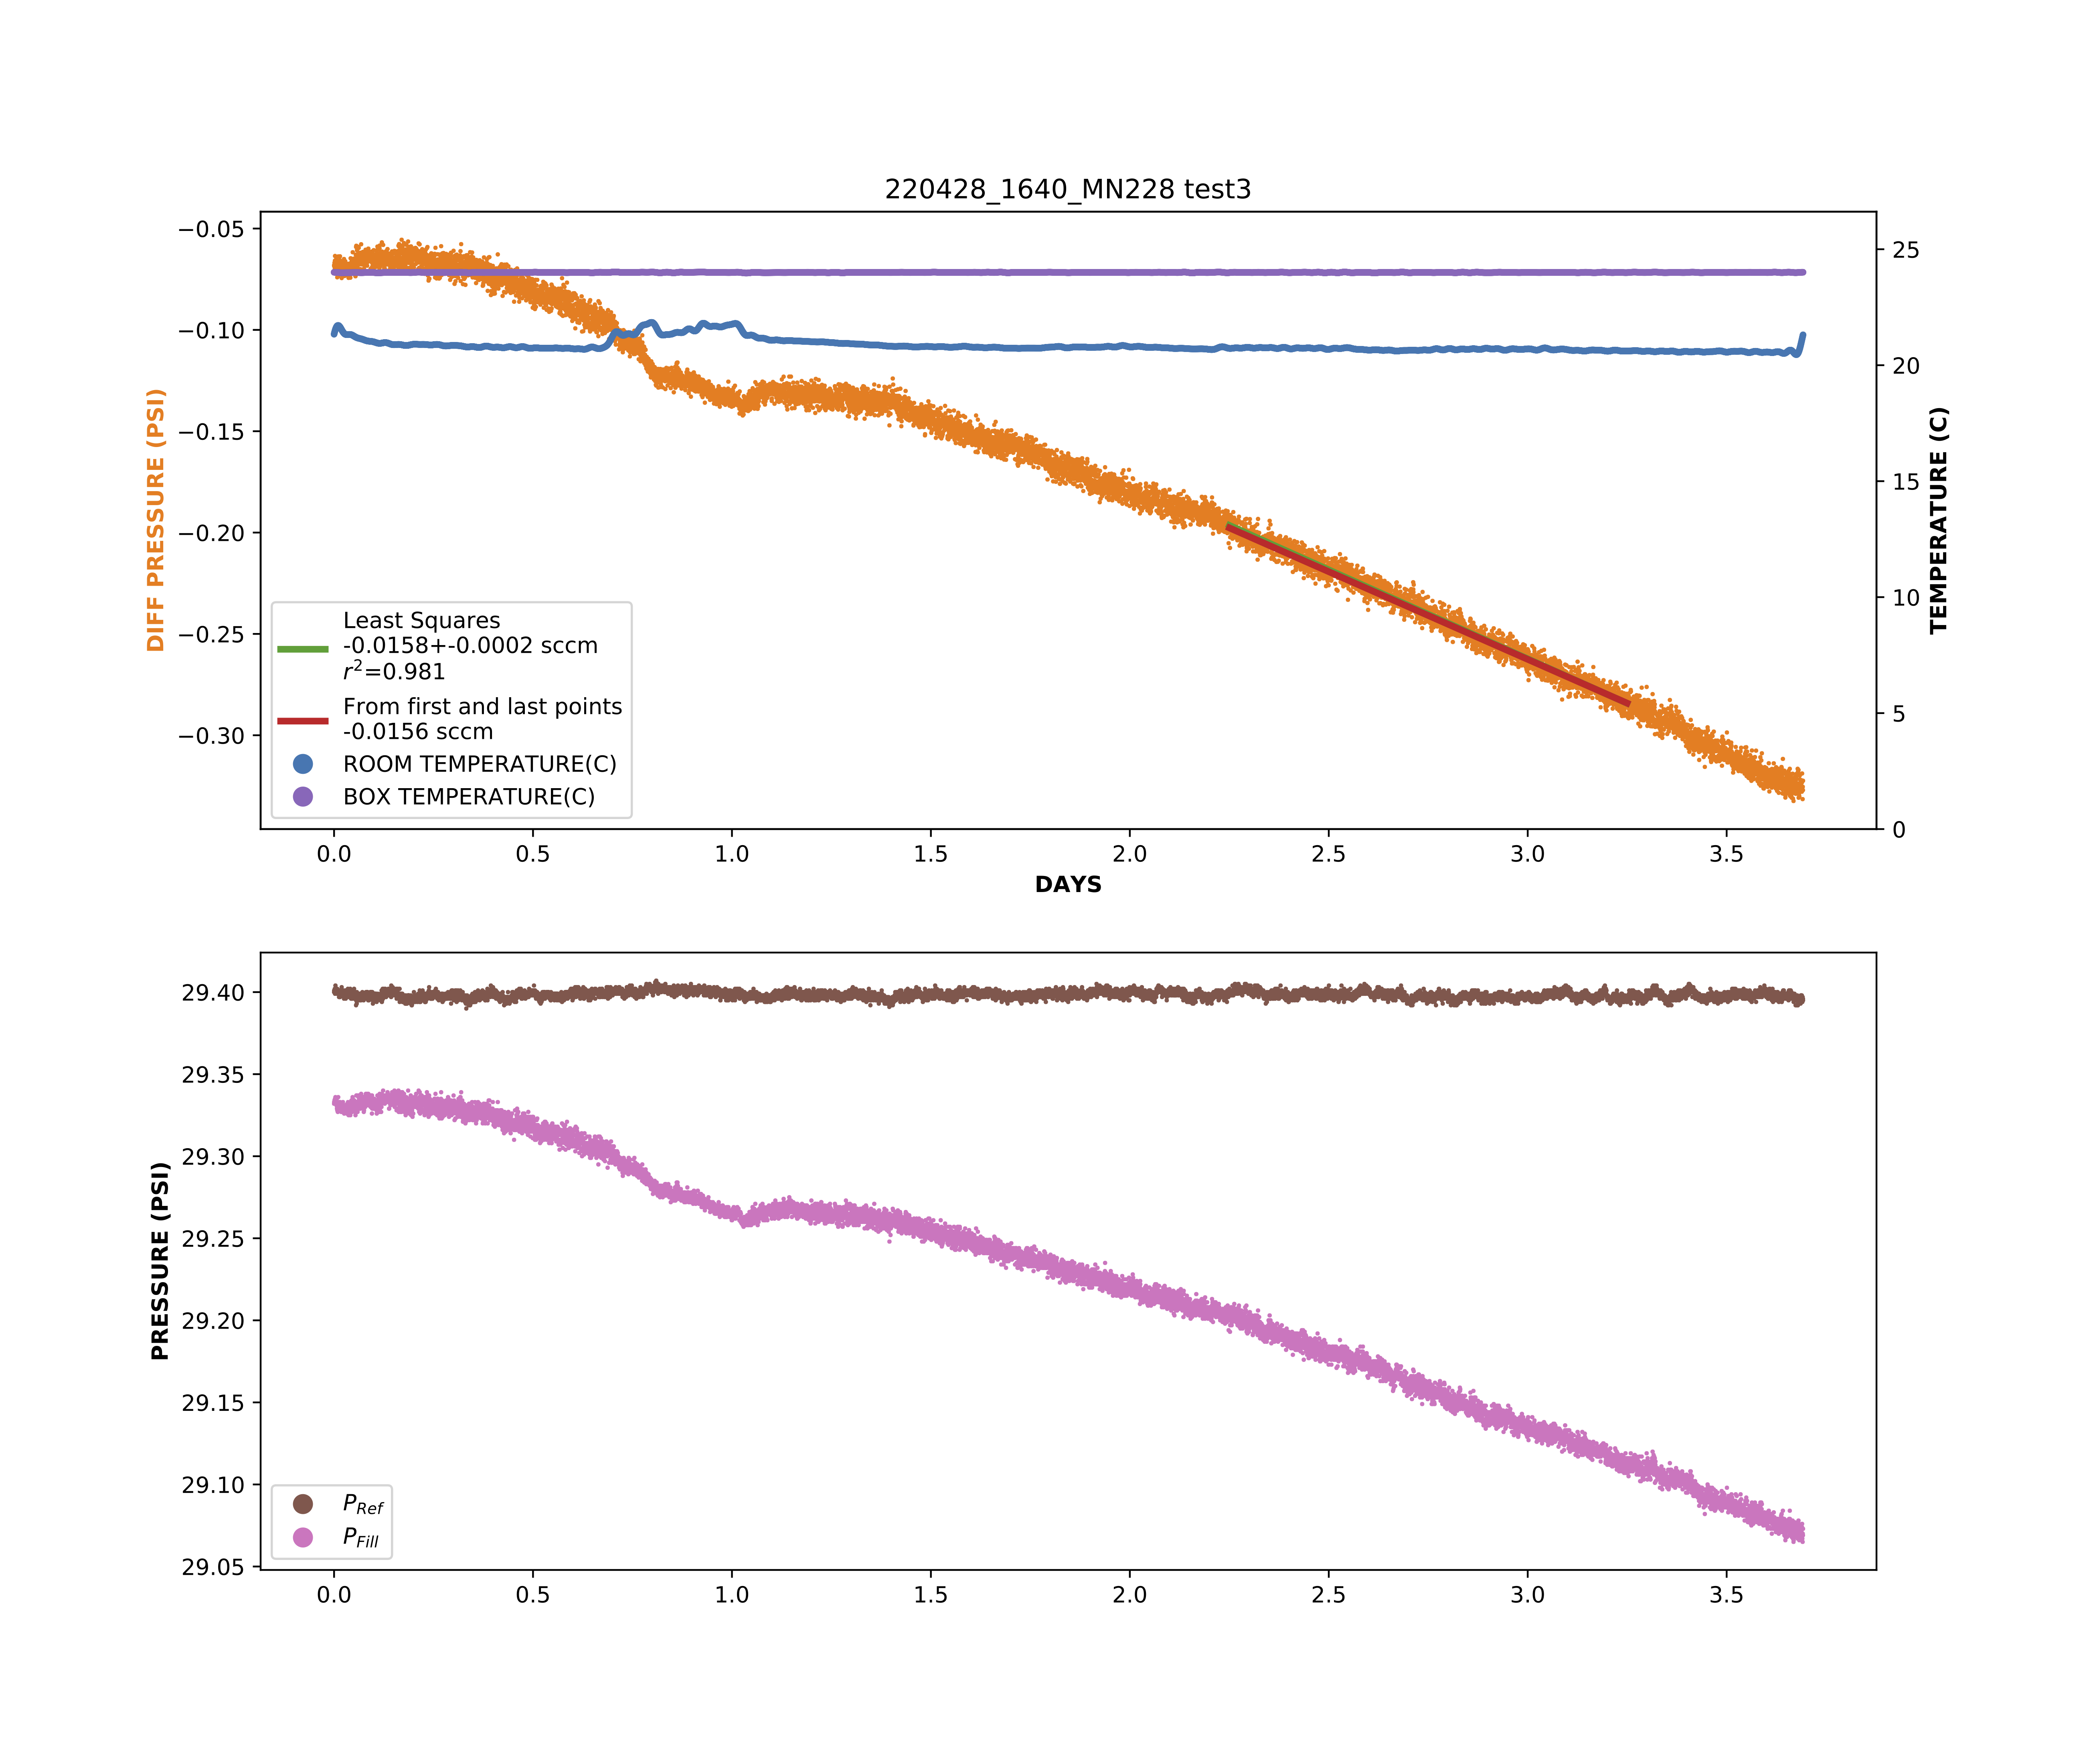 220428_1640_MN228 test3
DIFF PRESSURE (PSI)
−0.05
−0.10
−0.15
−0.20
−0.25
−0.30
25
20
15
10
5
0
TEMPERATURE (C)
Least Squares
-0.0158+-0.0002 sccm
r²=0.981
From first and last points
-0.0156 sccm
ROOM TEMPERATURE(C)
BOX TEMPERATURE(C)
0.0 0.5 1.0 1.5 2.0 2.5 3.0 3.5
DAYS
PRESSURE (PSI)
29.40
29.35
29.30
29.25
29.20
29.15
29.10
29.05
P_Ref
P_Fill
0.0 0.5 1.0 1.5 2.0 2.5 3.0 3.5